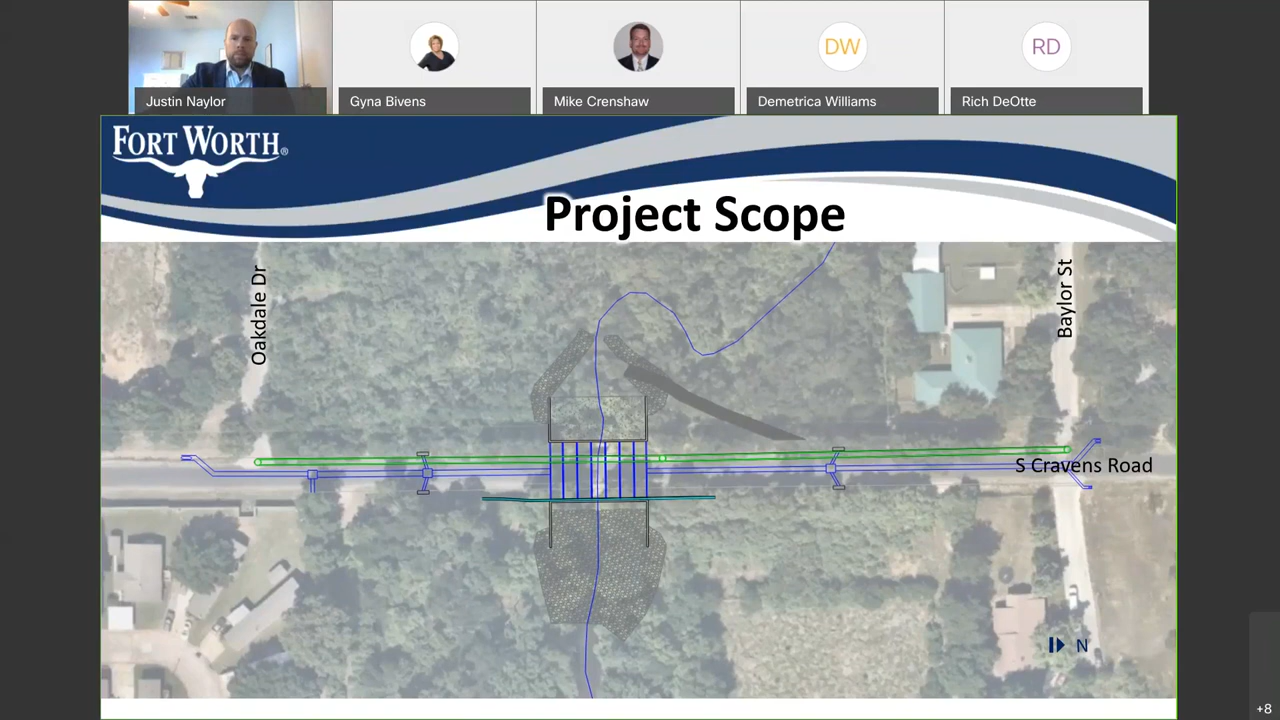 Justin Naylor
Gyna Bivens
Mike Crenshaw
DW
Demetrica Williams
RD
Rich DeOtte
FORT WORTH®
Project Scope
Oakdale Dr
Baylor St
S Cravens Road
N
+8